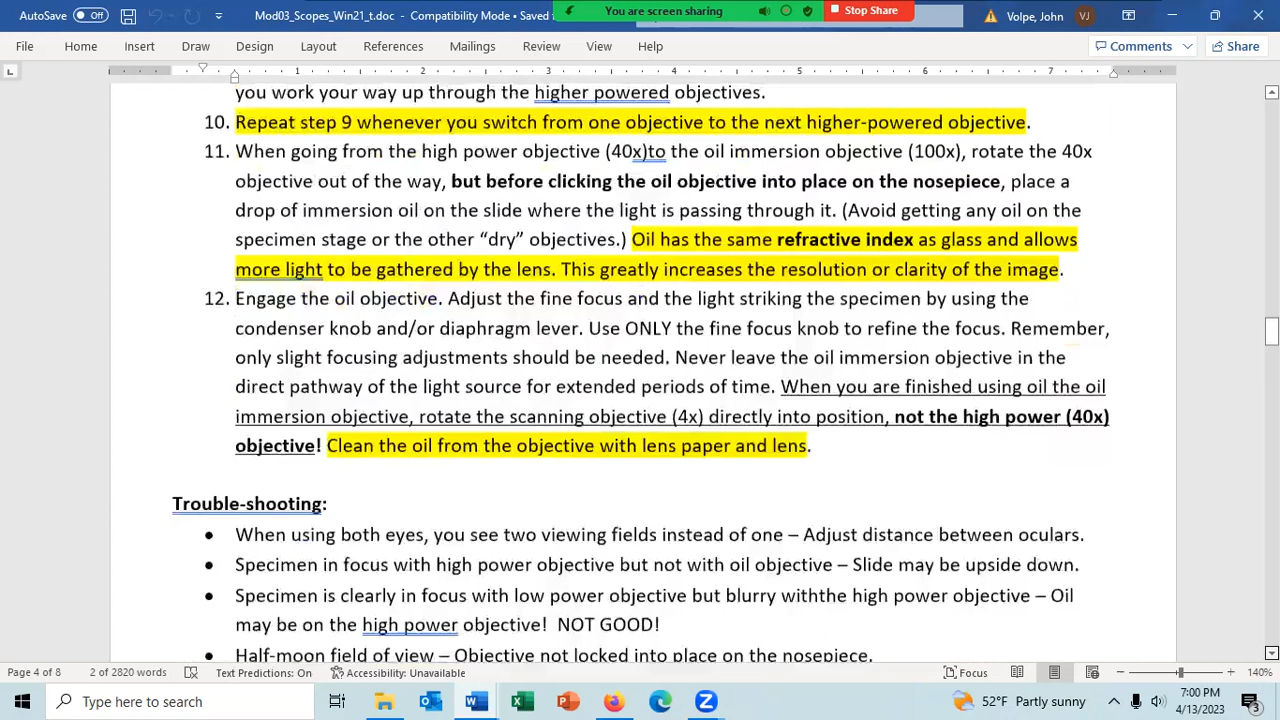 AutoSave Off
Mod03_Scopes_Win21_t.doc - Compatibility Mode • Saved
You are screen sharing
Stop Share
Volpe, John
VJ
File Home Insert Draw Design Layout References Mailings Review View Help
Comments
Share
1 2 3 4 5 6 7
you work your way up through the higher powered objectives.
10. Repeat step 9 whenever you switch from one objective to the next higher-powered objective.
11. When going from the high power objective (40x)to the oil immersion objective (100x), rotate the 40x
objective out of the way, but before clicking the oil objective into place on the nosepiece, place a
drop of immersion oil on the slide where the light is passing through it. (Avoid getting any oil on the
specimen stage or the other “dry” objectives.) Oil has the same refractive index as glass and allows
more light to be gathered by the lens. This greatly increases the resolution or clarity of the image.
12. Engage the oil objective. Adjust the fine focus and the light striking the specimen by using the
condenser knob and/or diaphragm lever. Use ONLY the fine focus knob to refine the focus. Remember,
only slight focusing adjustments should be needed. Never leave the oil immersion objective in the
direct pathway of the light source for extended periods of time. When you are finished using oil the oil
immersion objective, rotate the scanning objective (4x) directly into position, not the high power (40x)
objective! Clean the oil from the objective with lens paper and lens.
Trouble-shooting:
• When using both eyes, you see two viewing fields instead of one – Adjust distance between oculars.
• Specimen in focus with high power objective but not with oil objective – Slide may be upside down.
• Specimen is clearly in focus with low power objective but blurry withthe high power objective – Oil
may be on the high power objective! NOT GOOD!
• Half-moon field of view – Objective not locked into place on the nosepiece.
Page 4 of 8
2 of 2820 words
Text Predictions: On
Accessibility: Unavailable
Focus
140%
Type here to search
52°F Partly sunny
7:00 PM
4/13/2023
3